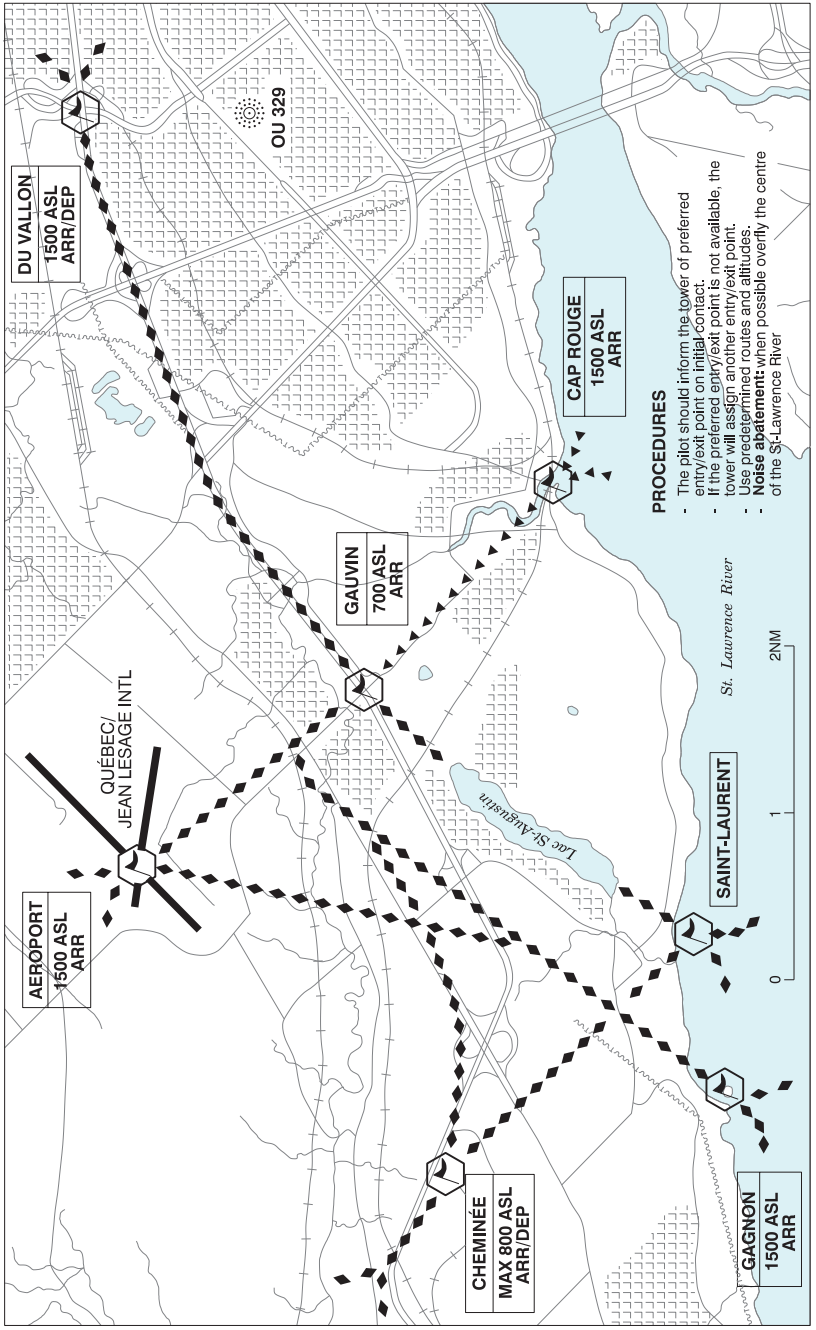 DU VALLON
1500 ASL
ARR/DEP
OU 329
CAP ROUGE
1500 ASL
ARR
GAUVIN
700 ASL
ARR
QUÉBEC/
JEAN LESAGE INTL
AEROPORT
1500 ASL
ARR
CHEMINÉE
MAX 800 ASL
ARR/DEP
Lac St-Augustin
SAINT-LAURENT
GAGNON
1500 ASL
ARR
St. Lawrence River
0 1 2NM
PROCEDURES
- The pilot should inform the tower of preferred
entry/exit point on initial contact.
- If the preferred entry/exit point is not available, the
tower will assign another entry/exit point.
- Use predetermined routes and altitudes.
- Noise abatement: when possible overfly the centre
of the St-Lawrence River